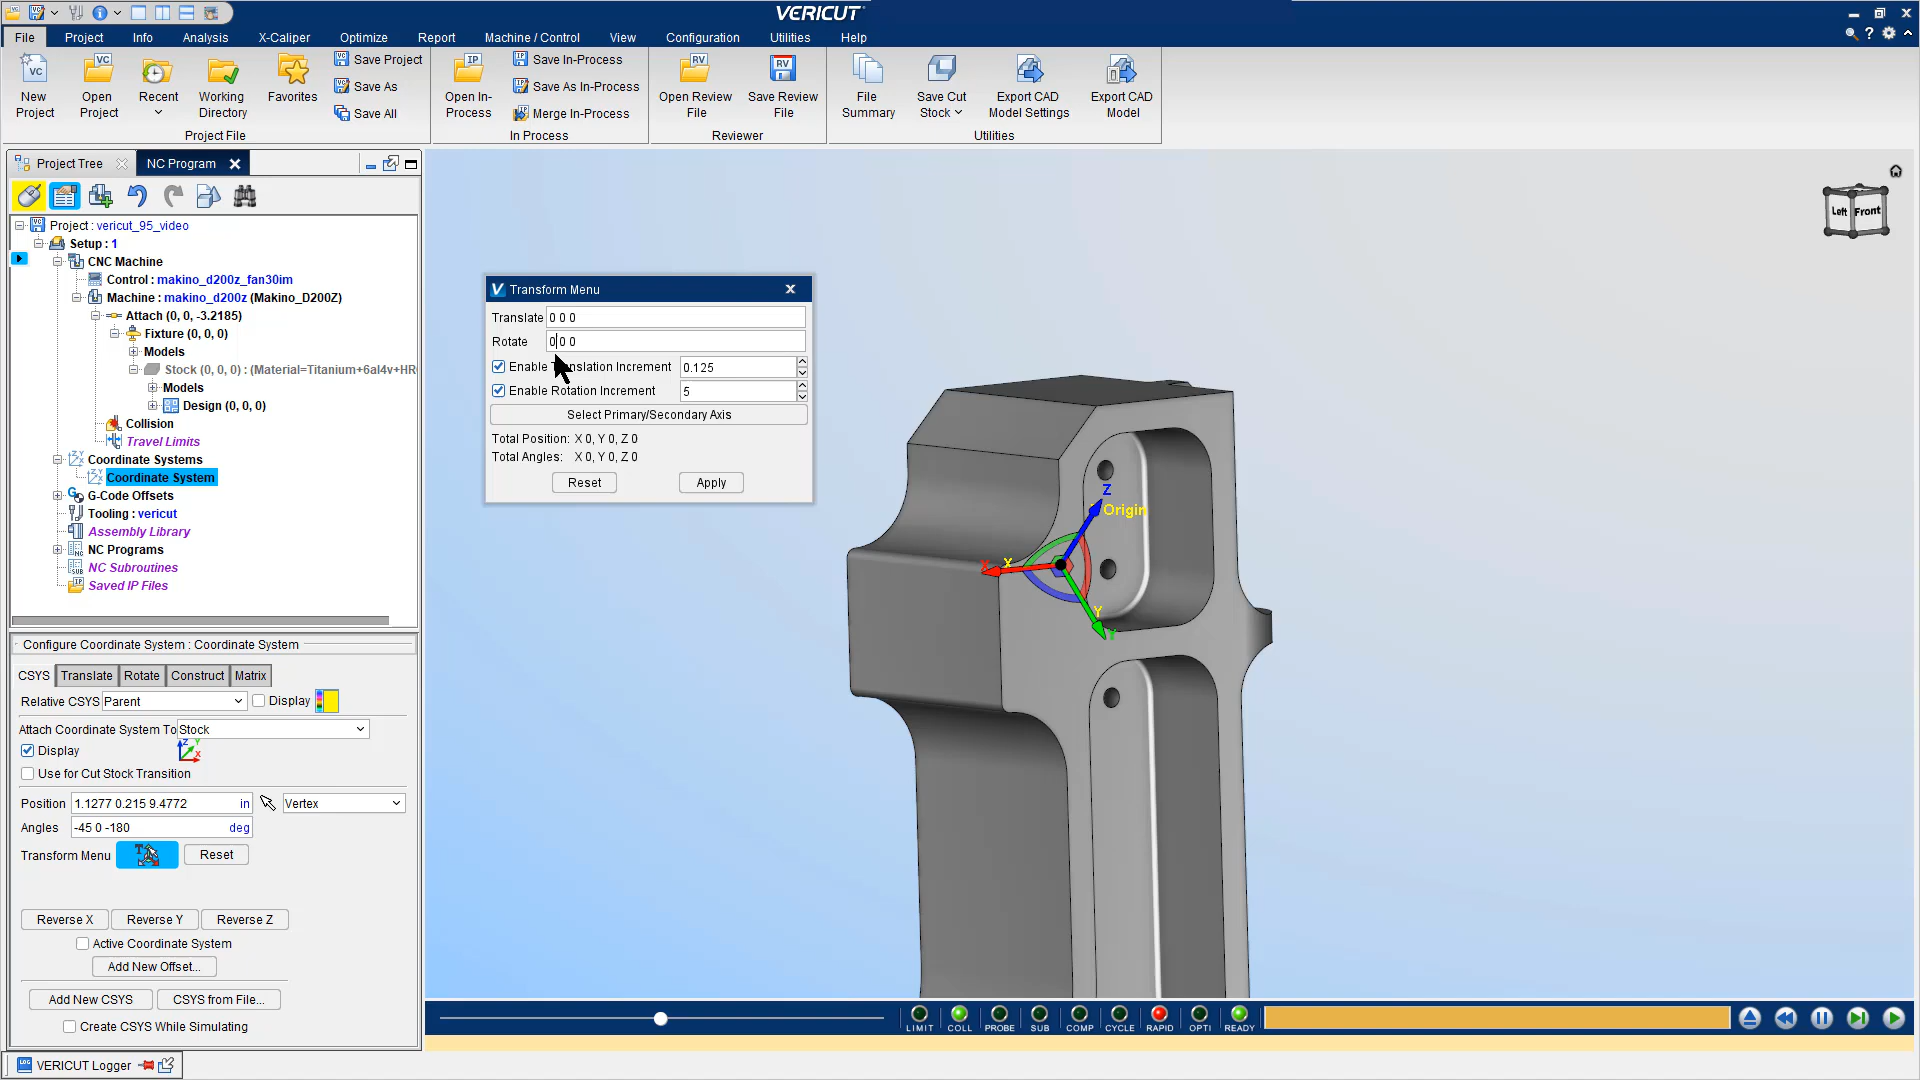 VERICUT
File Project Info Analysis X-Caliper Optimize Report Machine / Control View Configuration Utilities Help
New Project
Open Project
Recent
Working Directory
Favorites
Save Project
Save As
Save All
Project File
Open In-Process
Save In-Process
Save As In-Process
Merge In-Process
In Process
Open Review File
Save Review File
Reviewer
File Summary
Save Cut Stock
Export CAD Model Settings
Export CAD Model
Utilities
Project Tree
NC Program
Project : vericut_95_video
Setup : 1
CNC Machine
Control : makino_d200z_fan30im
Machine : makino_d200z (Makino_D200Z)
Attach (0, 0, -3.2185)
Fixture (0, 0, 0)
Models
Stock (0, 0, 0) : (Material=Titanium+6al4v+HR
Models
Design (0, 0, 0)
Collision
Travel Limits
Coordinate Systems
Coordinate System
G-Code Offsets
Tooling : vericut
Assembly Library
NC Programs
NC Subroutines
Saved IP Files
Configure Coordinate System : Coordinate System
CSYS Translate Rotate Construct Matrix
Relative CSYS Parent Display
Attach Coordinate System To Stock
Display
Use for Cut Stock Transition
Position 1.1277 0.215 9.4772 in Vertex
Angles -45 0 -180 deg
Transform Menu Reset
Reverse X Reverse Y Reverse Z
Active Coordinate System
Add New Offset...
Add New CSYS CSYS from File...
Create CSYS While Simulating
VERICUT Logger
Transform Menu
Translate 0 0 0
Rotate 0 0 0
Enable Translation Increment 0.125
Enable Rotation Increment 5
Select Primary/Secondary Axis
Total Position: X 0, Y 0, Z 0
Total Angles: X 0, Y 0, Z 0
Reset Apply
Left Front
Z
Origin
X X
Y
Y
LIMIT COLL PROBE SUB COMP CYCLE RAPID OPTI READY